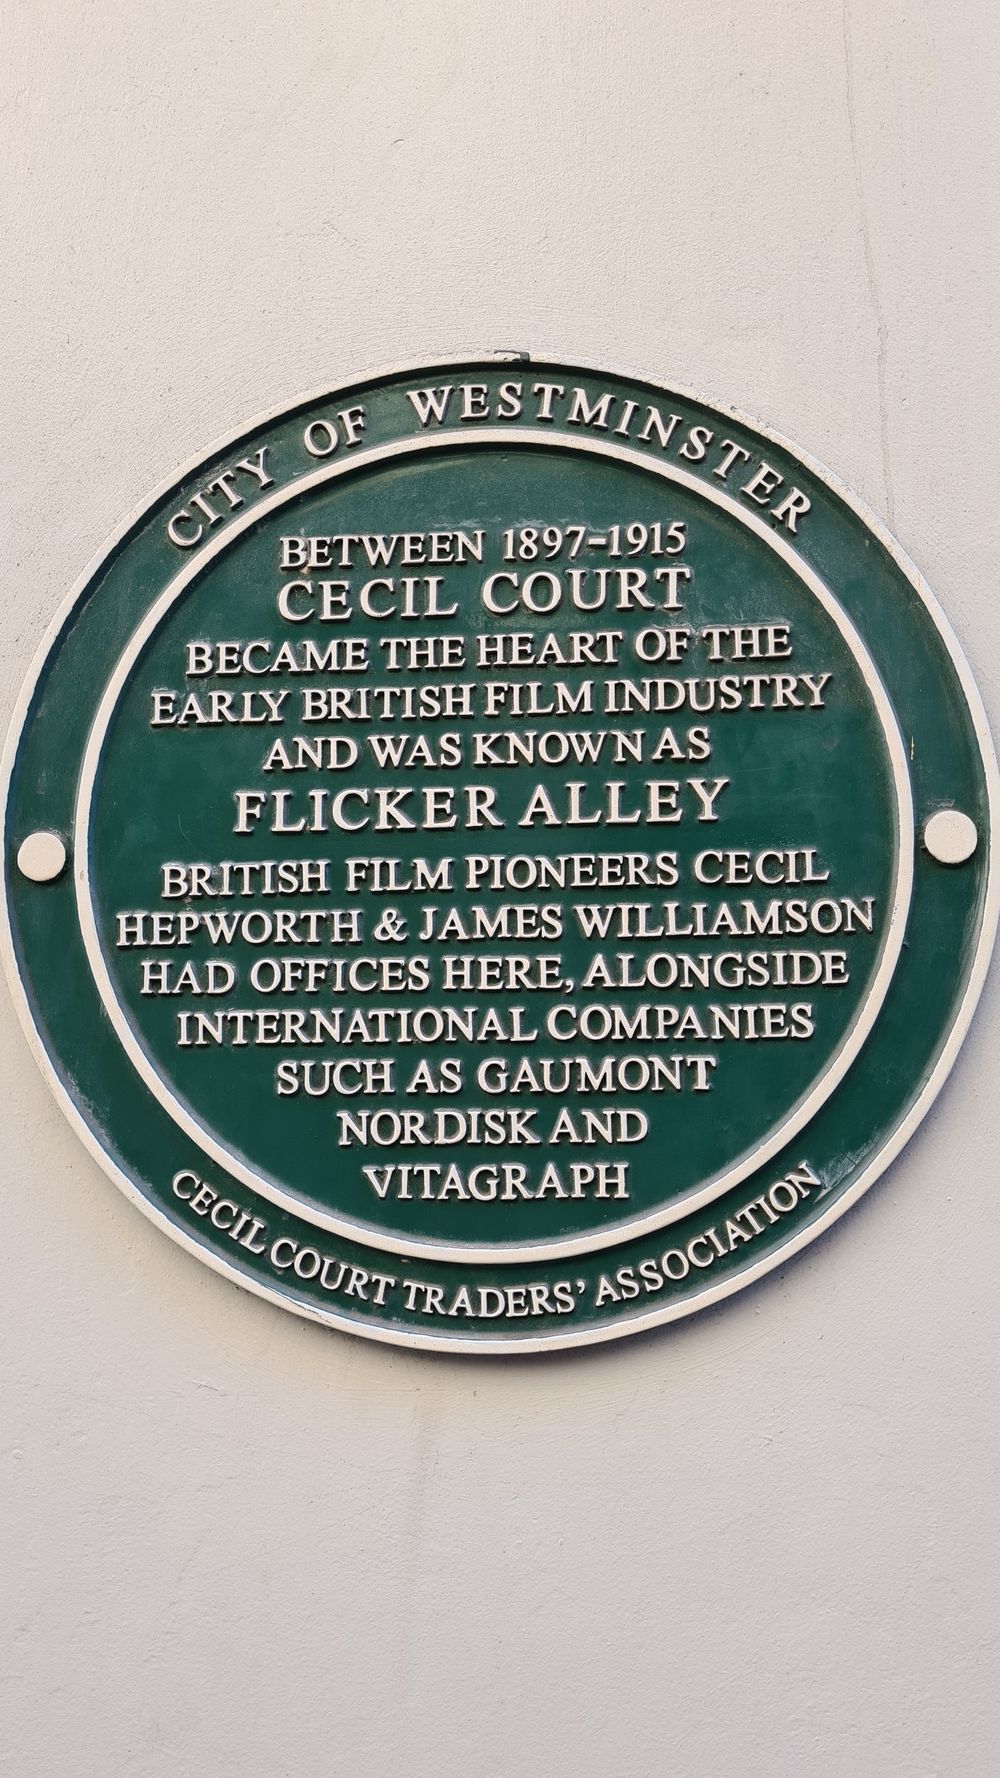 CITY OF WESTMINSTER
BETWEEN 1897-1915
CECIL COURT
BECAME THE HEART OF THE
EARLY BRITISH FILM INDUSTRY
AND WAS KNOWN AS
FLICKER ALLEY
BRITISH FILM PIONEERS CECIL
HEPWORTH & JAMES WILLIAMSON
HAD OFFICES HERE, ALONGSIDE
INTERNATIONAL COMPANIES
SUCH AS GAUMONT
NORDISK AND
VITAGRAPH
CECIL COURT TRADERS' ASSOCIATION